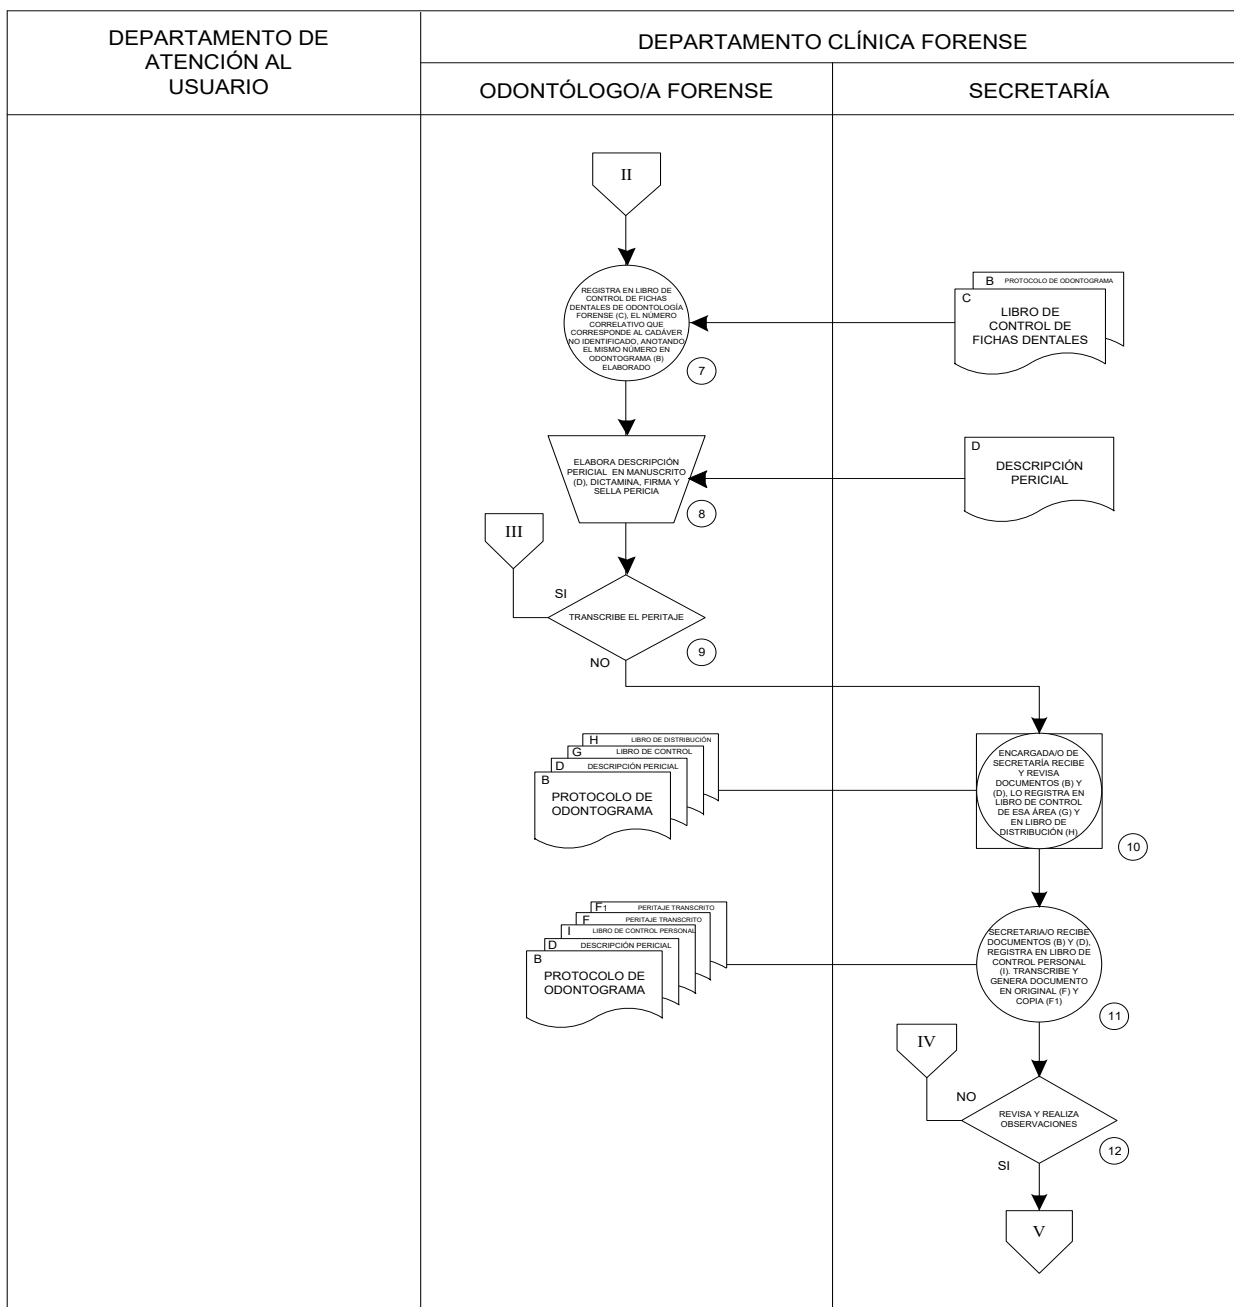 DEPARTAMENTO DE
ATENCIÓN AL
USUARIO
DEPARTAMENTO CLÍNICA FORENSE
ODONTÓLOGO/A FORENSE
SECRETARÍA
II
REGISTRA EN LIBRO DE
CONTROL DE FICHAS
DENTALES DE ODONTOLOGÍA
FORENSE (C), EL NÚMERO
CORRELATIVO QUE
CORRESPONDE AL CADÁVER
NO IDENTIFICADO, ANOTANDO
EL MISMO NÚMERO EN
ODONTOGRAMA (B)
ELABORADO
7
B PROTOCOLO DE ODONTOGRAMA
C
LIBRO DE
CONTROL DE
FICHAS DENTALES
ELABORA DESCRIPCIÓN
PERICIAL EN MANUSCRITO
(D), DICTAMINA, FIRMA Y
SELLA PERICIA
8
D
DESCRIPCIÓN
PERICIAL
III
SI
TRANSCRIBE EL PERITAJE
9
NO
H LIBRO DE DISTRIBUCIÓN
G LIBRO DE CONTROL
D DESCRIPCIÓN PERICIAL
B
PROTOCOLO DE
ODONTOGRAMA
ENCARGADA/O DE
SECRETARÍA RECIBE
Y REVISA
DOCUMENTOS (B) Y
(D), LO REGISTRA EN
LIBRO DE CONTROL
DE ESA ÁREA (G) Y
EN LIBRO DE
DISTRIBUCIÓN (H)
10
F1 PERITAJE TRANSCRITO
F PERITAJE TRANSCRITO
I LIBRO DE CONTROL PERSONAL
D DESCRIPCIÓN PERICIAL
B
PROTOCOLO DE
ODONTOGRAMA
SECRETARIA/O RECIBE
DOCUMENTOS (B) Y (D),
REGISTRA EN LIBRO DE
CONTROL PERSONAL
(I). TRANSCRIBE Y
GENERA DOCUMENTO
EN ORIGINAL (F) Y
COPIA (F1)
11
IV
NO
REVISA Y REALIZA
OBSERVACIONES
12
SI
V